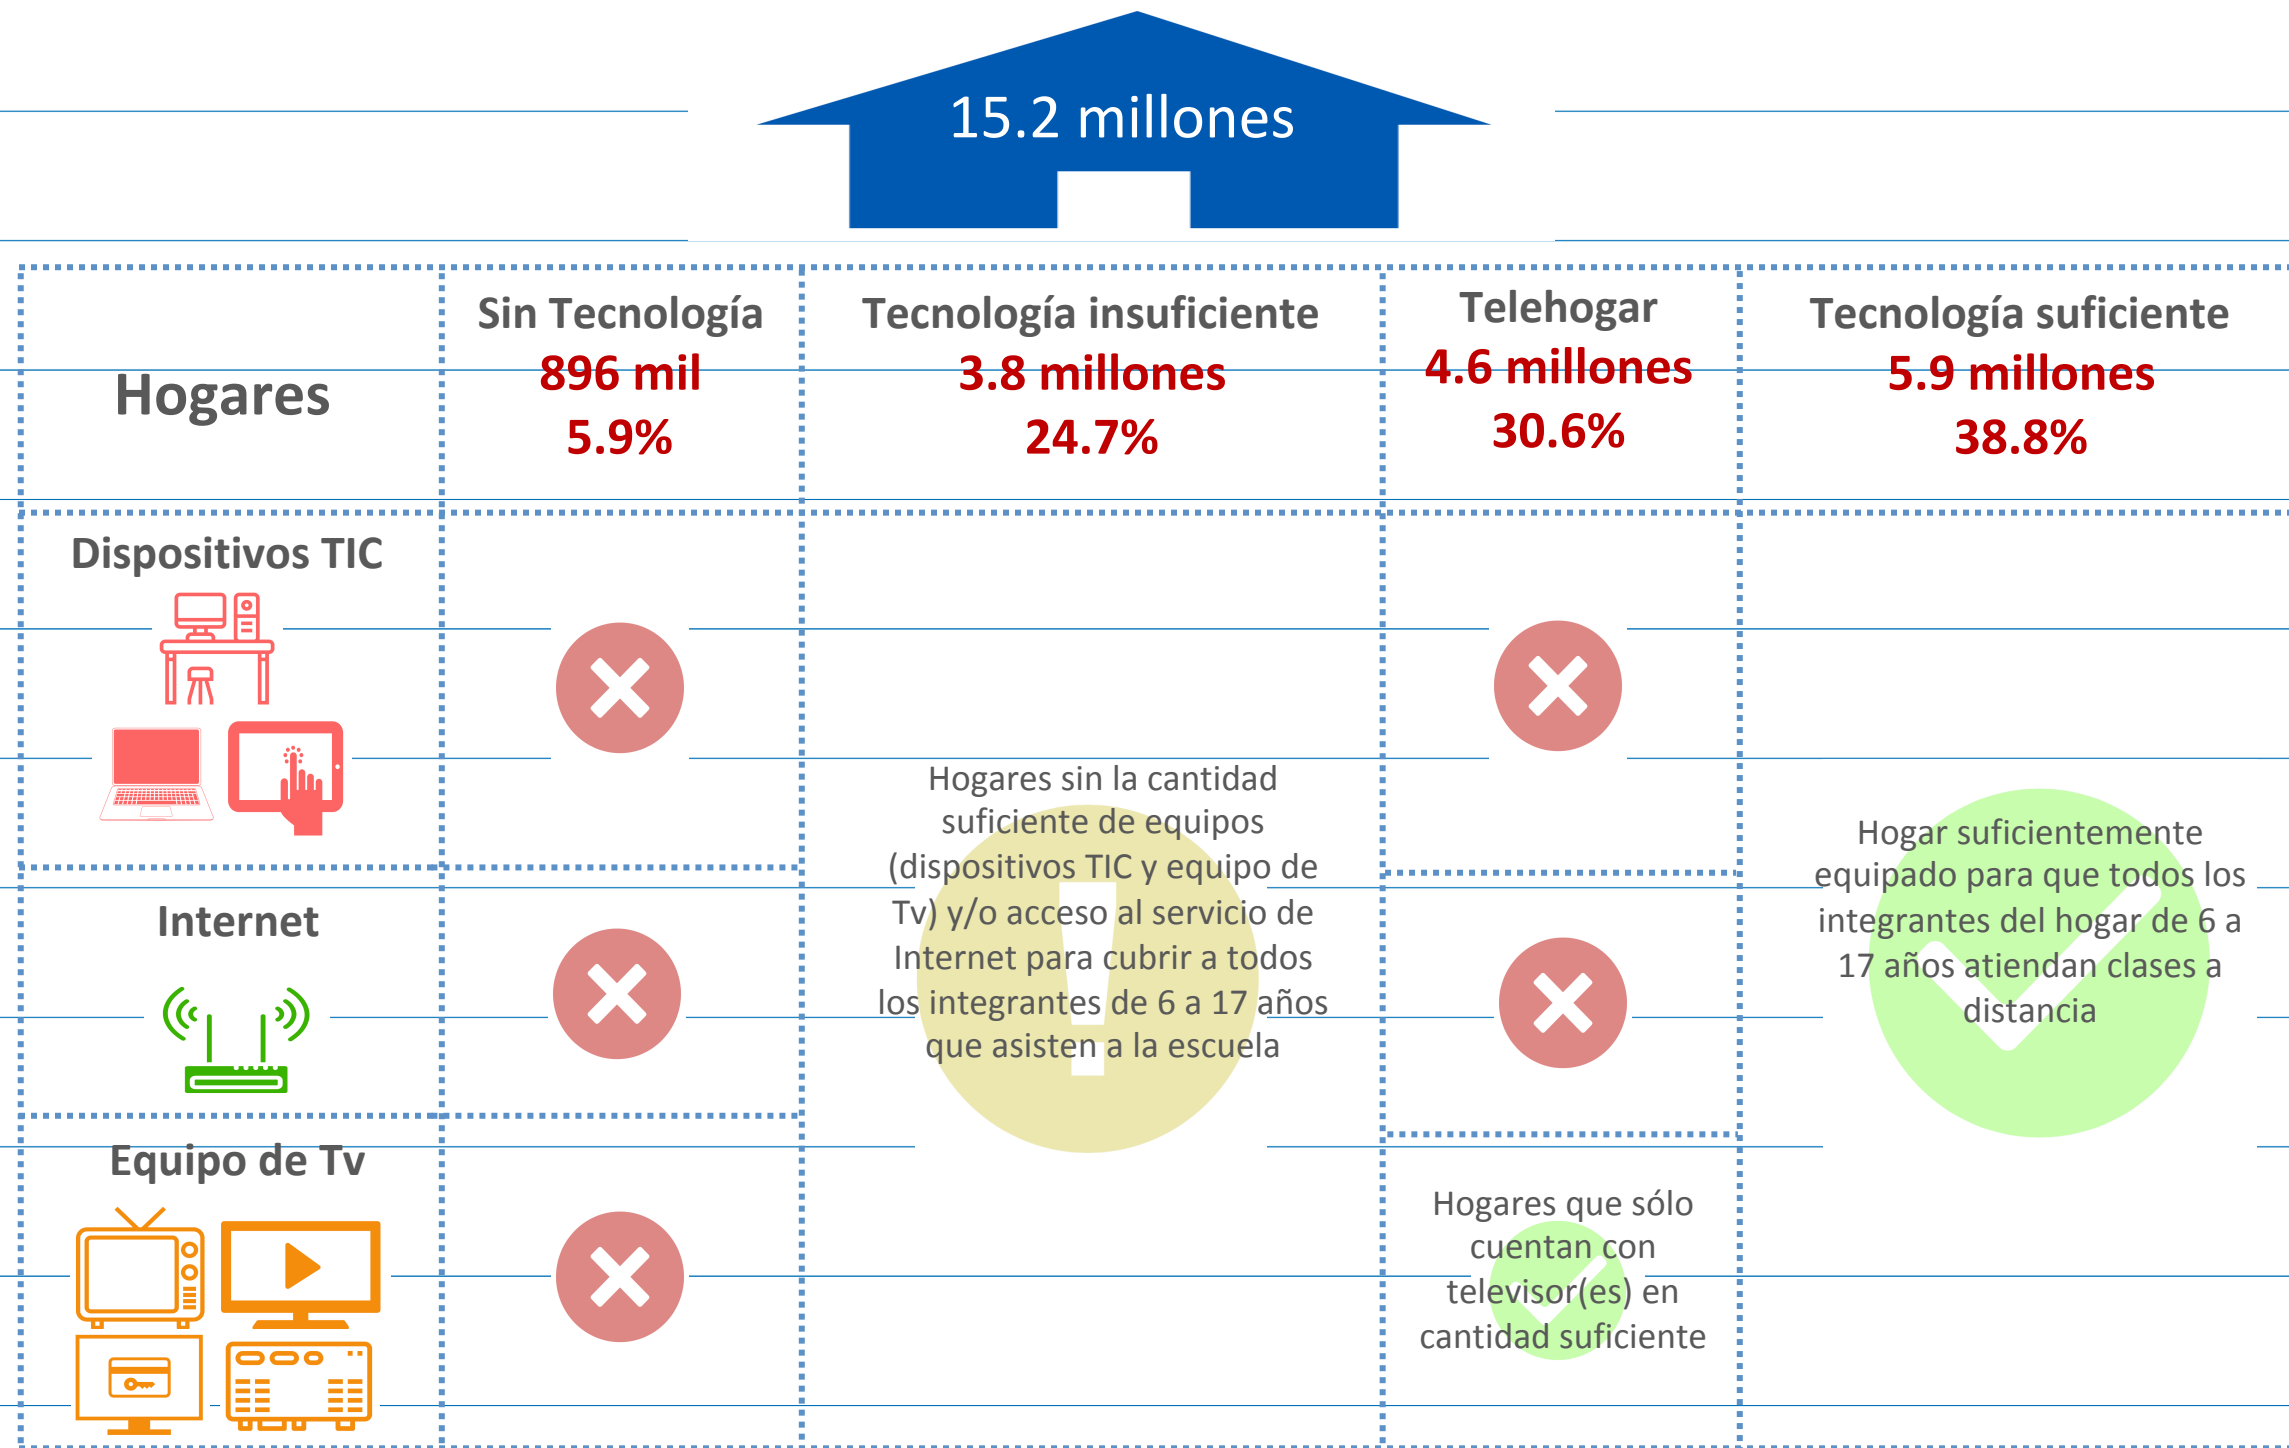 15.2 millones
Hogares
Sin Tecnología
896 mil
5.9%
Tecnología insuficiente
3.8 millones
24.7%
Telehogar
4.6 millones
30.6%
Tecnología suficiente
5.9 millones
38.8%
Dispositivos TIC
Hogares sin la cantidad
suficiente de equipos
(dispositivos TIC y equipo de
Tv) y/o acceso al servicio de
Internet para cubrir a todos
los integrantes de 6 a 17 años
que asisten a la escuela
Hogar suficientemente
equipado para que todos los
integrantes del hogar de 6 a
17 años atiendan clases a
distancia
Internet
Equipo de Tv
Hogares que sólo
cuentan con
televisor(es) en
cantidad suficiente